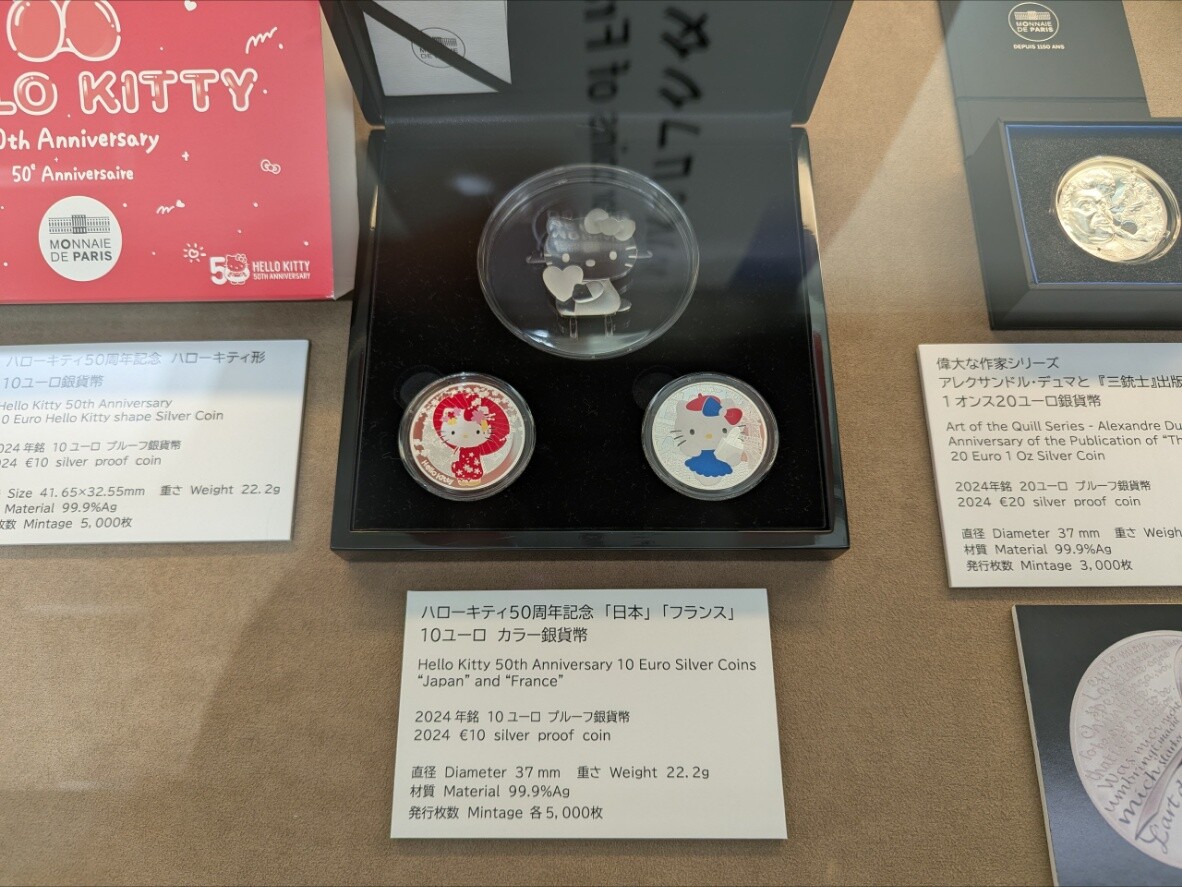 KITTY
Anniversary
50e Anniversaire
MONNAIE
DE PARIS
HELLO KITTY
50TH ANNIVERSARY
MONNAIE
DE PARIS
DEPUIS 1150 ANS
ハローキティ50周年記念 ハローキティ形
10ユーロ銀貨幣
Hello Kitty 50th Anniversary
Euro Hello Kitty shape Silver Coin
年銘 10ユーロ プルーフ銀貨幣
€10 silver proof coin
Size 41.65×32.55mm 重さ Weight 22.2g
Material 99.9%Ag
Mintage 5,000枚
ハローキティ50周年記念「日本」「フランス」
10ユーロ カラー銀貨幣
Hello Kitty 50th Anniversary 10 Euro Silver Coins
“Japan” and “France”
2024年銘 10ユーロ プルーフ銀貨幣
2024 €10 silver proof coin
直径 Diameter 37mm 重さ Weight 22.2g
材質 Material 99.9%Ag
発行枚数 Mintage 各5,000枚
偉大な作家シリーズ
アレクサンドル・デュマと『三銃士』出版
1オンス20ユーロ銀貨幣
Art of the Quill Series - Alexandre
Anniversary of the Publication of
20 Euro 1 Oz Silver Coin
2024年銘 20ユーロ プルーフ銀貨幣
2024 €20 silver proof coin
直径 Diameter 37mm 重さ
材質 Material 99.9%Ag
発行枚数 Mintage 3,000枚